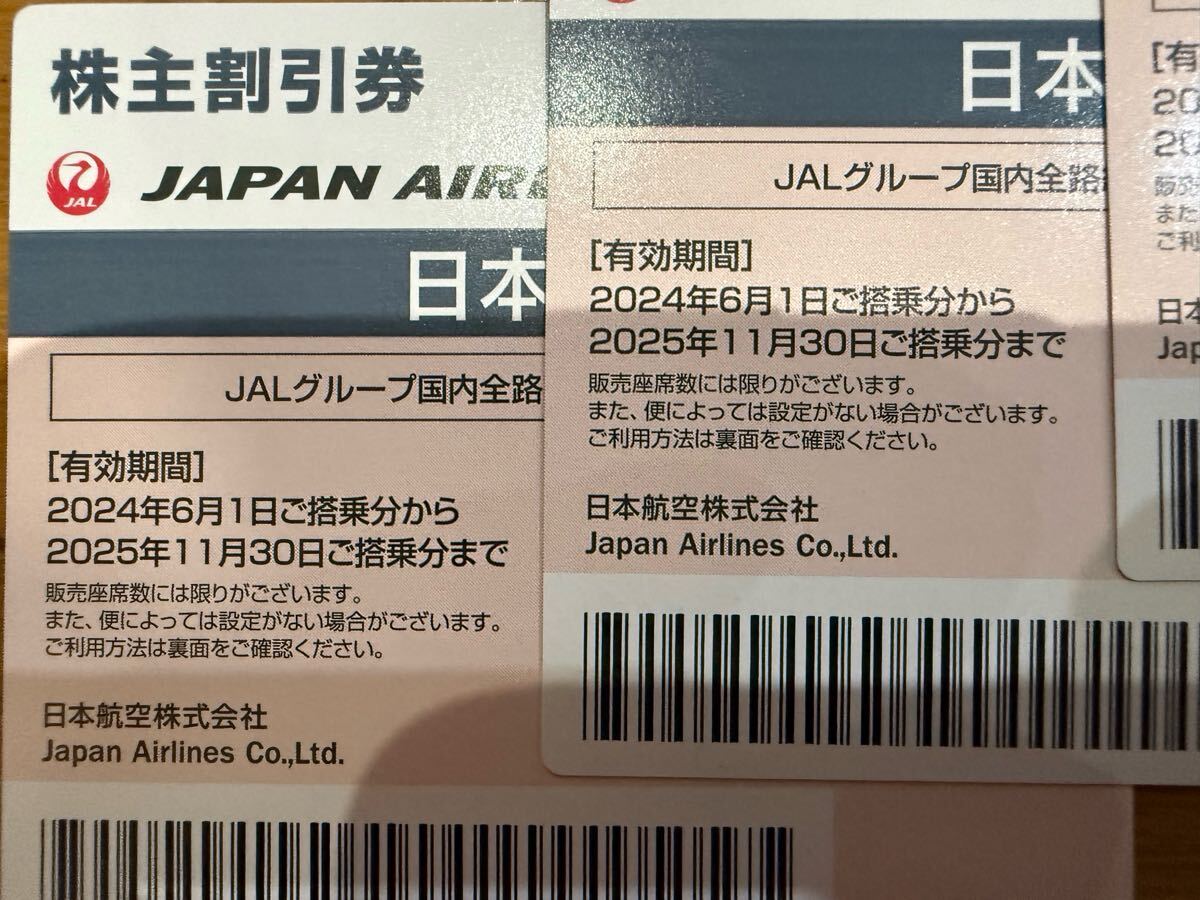 株主割引券
JAL
JAPAN AIR
日本
JALグループ国内全路
[有効期間]
2024年6月1日ご搭乗分から
2025年11月30日ご搭乗分まで
販売座席数には限りがございます。
また、便によっては設定がない場合がございます。
ご利用方法は裏面をご確認ください。
日本航空株式会社
Japan Airlines Co.,Ltd.
日本
JALグループ国内全路
[有効期間]
2024年6月1日ご搭乗分から
2025年11月30日ご搭乗分まで
販売座席数には限りがございます。
また、便によっては設定がない場合がございます。
ご利用方法は裏面をご確認ください。
日本航空株式会社
Japan Airlines Co.,Ltd.
[有
20
20
販売
また
ご利
日本
Jap